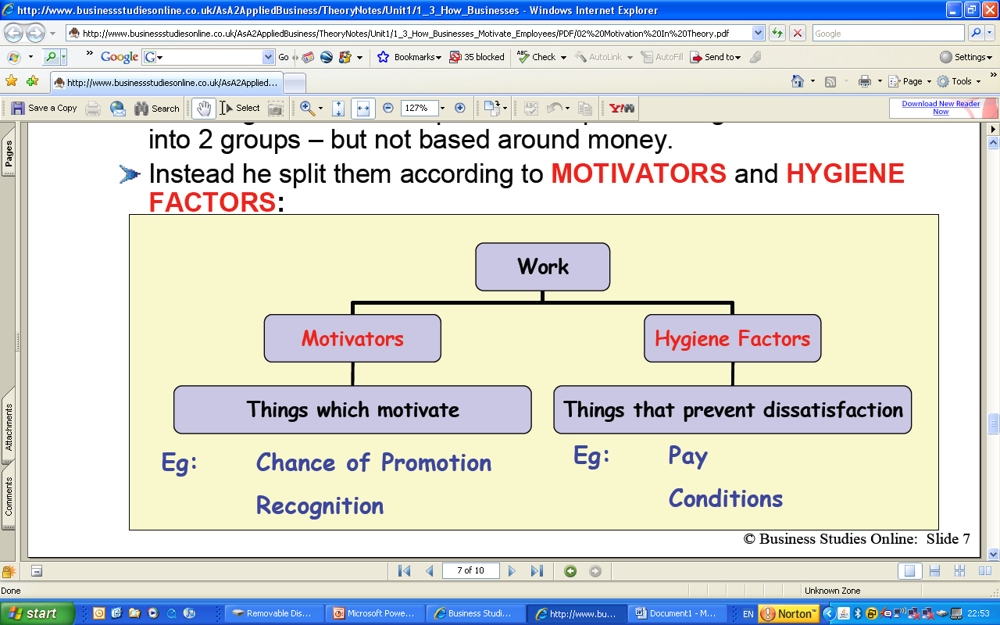 http://www.businessstudiesonline.co.uk/AsA2AppliedBusiness/TheoryNotes/Unit1/1_3_How_Businesses - Windows Internet Explorer
http://www.businessstudiesonline.co.uk/AsA2AppliedBusiness/TheoryNotes/Unit1/1_3_How_Businesses_Motivate_Employees/PDF/02%20Motivation%20In%20Theory.pdf Google
Google G Go Bookmarks 35 blocked Check AutoLink AutoFill Send to Settings
http://www.businessstudiesonline.co.uk/AsA2Applied... Page Tools
Save a Copy Search Select 127% Y! Download New Reader Now
Pages
Attachments
Comments
into 2 groups – but not based around money.
Instead he split them according to MOTIVATORS and HYGIENE
FACTORS:
Work
Motivators Hygiene Factors
Things which motivate Things that prevent dissatisfaction
Eg: Chance of Promotion Eg: Pay
Recognition Conditions
© Business Studies Online: Slide 7
7 of 10
Done Unknown Zone
start Removable Dis... Microsoft Powe... Business Studi... http://www.bu... Document1 - M... EN Norton™ 22:53